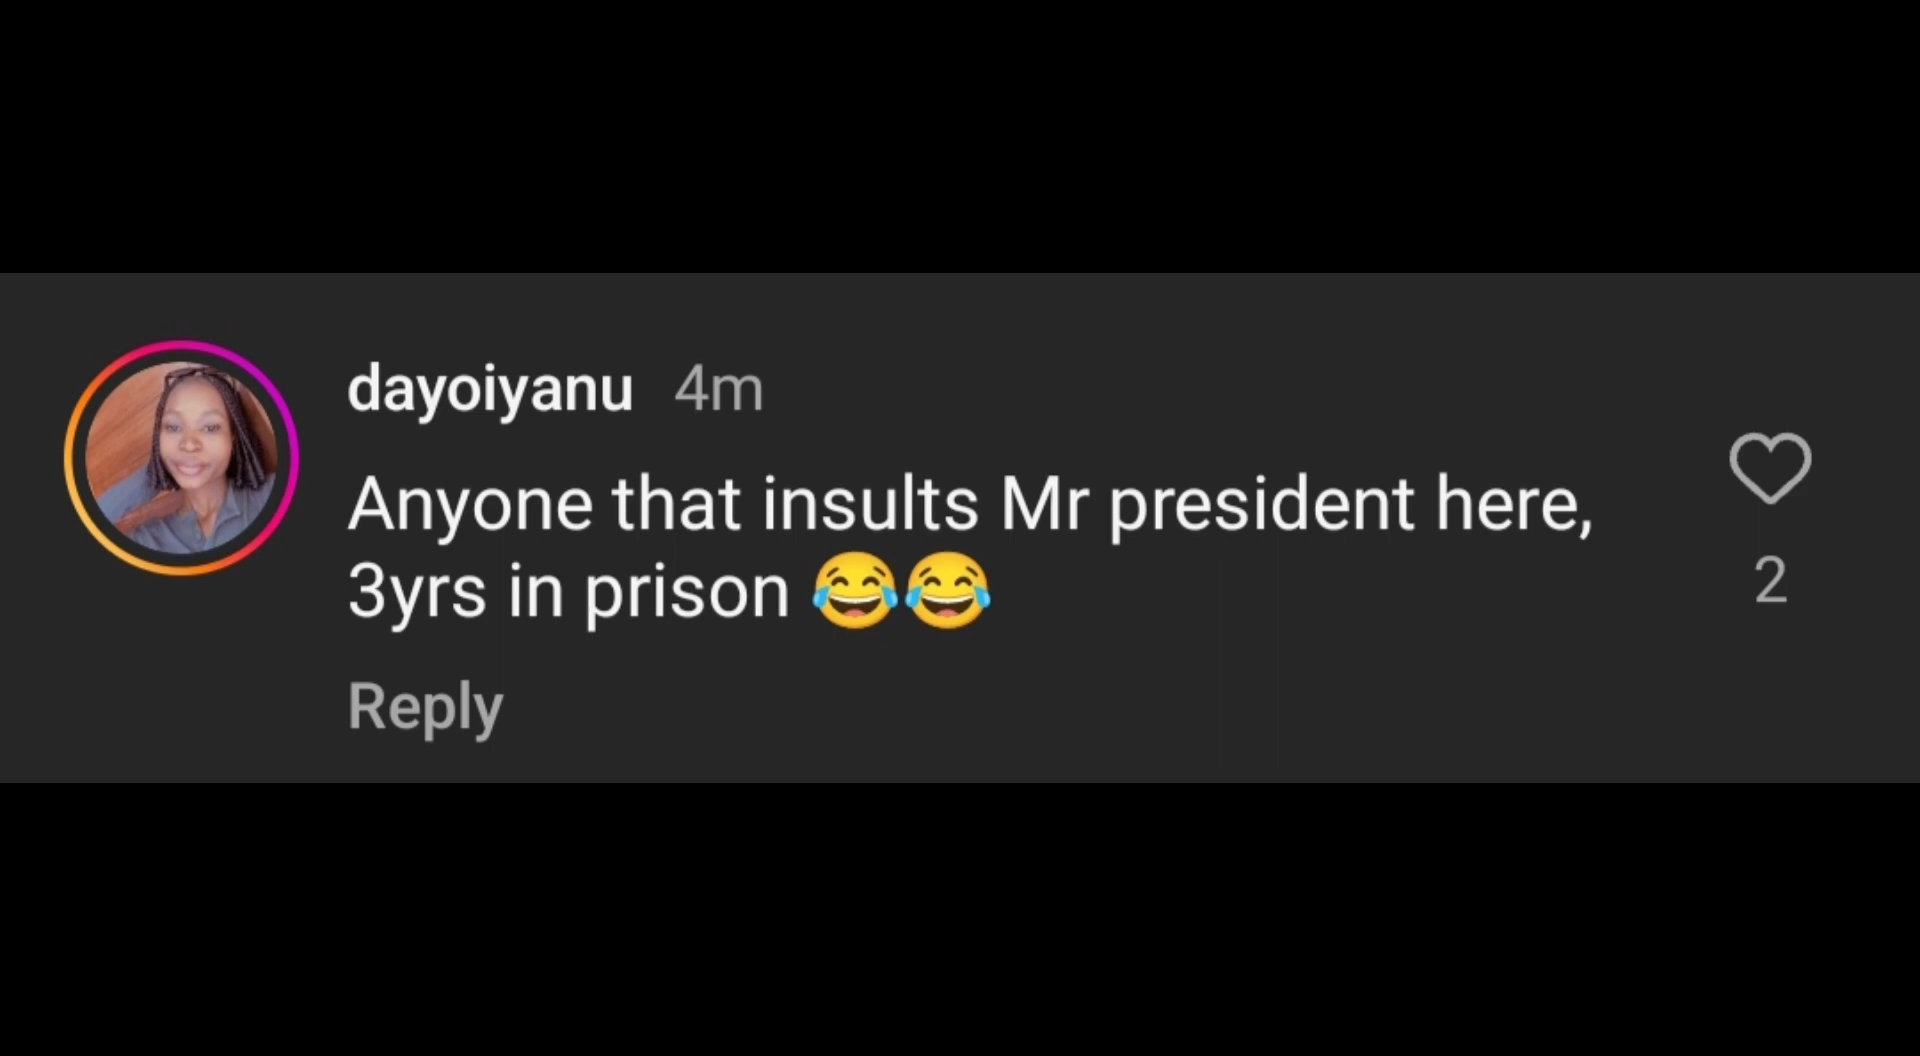 dayoiyanu 4m
Anyone that insults Mr president here,
3yrs in prison 😂😂
2
Reply